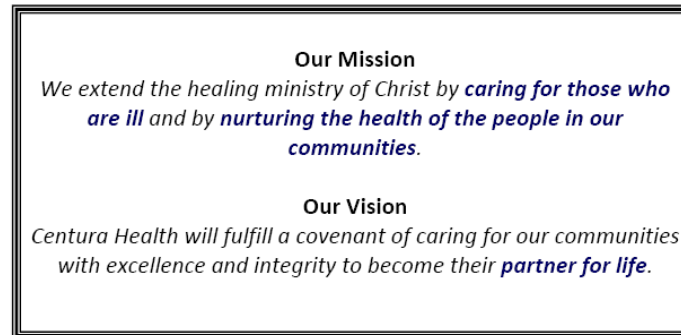 Our Mission
We extend the healing ministry of Christ by caring for those who
are ill and by nurturing the health of the people in our
communities.
Our Vision
Centura Health will fulfill a covenant of caring for our communities
with excellence and integrity to become their partner for life.